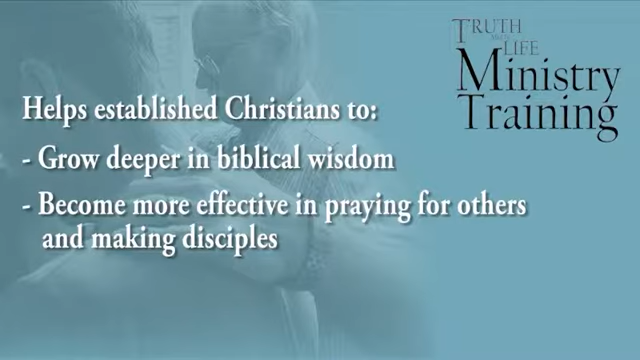 TRUTH
LIFE
Ministry
Training
Helps established Christians to:
- Grow deeper in biblical wisdom
- Become more effective in praying for others
and making disciples